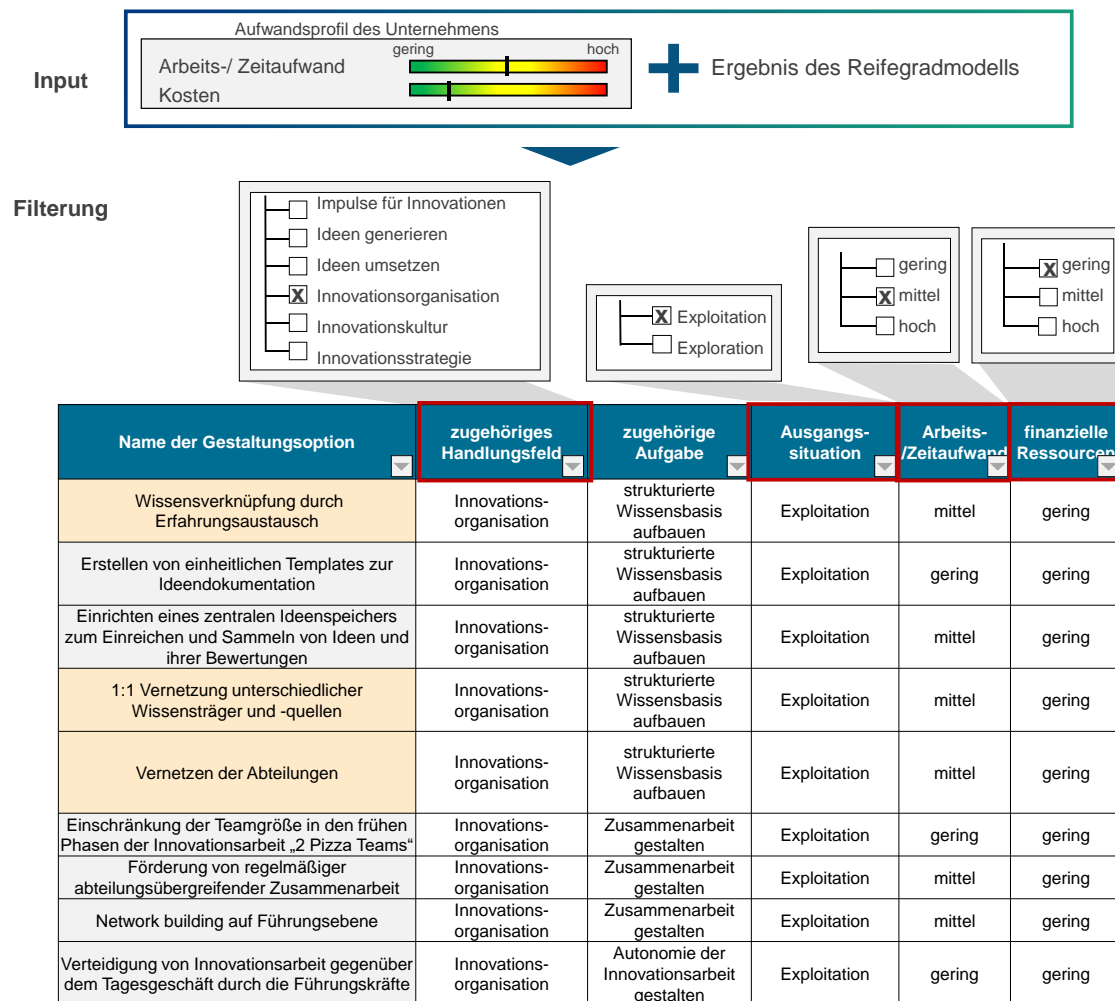 Aufwandsprofil des Unternehmens
gering hoch
Input
Arbeits-/ Zeitaufwand
Kosten
Ergebnis des Reifegradmodells
Filterung
Impulse für Innovationen
Ideen generieren
Ideen umsetzen
X Innovationsorganisation
Innovationskultur
Innovationsstrategie
X Exploitation
Exploration
gering
X mittel
hoch
X gering
mittel
hoch
Name der Gestaltungsoption
zugehöriges
Handlungsfeld
zugehörige
Aufgabe
Ausgangs-
situation
Arbeits-
/Zeitaufwand
finanzielle
Ressourcen
Wissensverknüpfung durch
Erfahrungsaustausch
Innovations-
organisation
strukturierte
Wissensbasis
aufbauen
Exploitation
mittel
gering
Erstellen von einheitlichen Templates zur
Ideendokumentation
Innovations-
organisation
strukturierte
Wissensbasis
aufbauen
Exploitation
gering
gering
Einrichten eines zentralen Ideenspeichers
zum Einreichen und Sammeln von Ideen und
ihrer Bewertungen
Innovations-
organisation
strukturierte
Wissensbasis
aufbauen
Exploitation
mittel
gering
1:1 Vernetzung unterschiedlicher
Wissensträger und -quellen
Innovations-
organisation
strukturierte
Wissensbasis
aufbauen
Exploitation
mittel
gering
Vernetzen der Abteilungen
Innovations-
organisation
strukturierte
Wissensbasis
aufbauen
Exploitation
mittel
gering
Einschränkung der Teamgröße in den frühen
Phasen der Innovationsarbeit „2 Pizza Teams“
Innovations-
organisation
Zusammenarbeit
gestalten
Exploitation
gering
gering
Förderung von regelmäßiger
abteilungsübergreifender Zusammenarbeit
Innovations-
organisation
Zusammenarbeit
gestalten
Exploitation
mittel
gering
Network building auf Führungsebene
Innovations-
organisation
Zusammenarbeit
gestalten
Exploitation
mittel
gering
Verteidigung von Innovationsarbeit gegenüber
dem Tagesgeschäft durch die Führungskräfte
Innovations-
organisation
Autonomie der
Innovationsarbeit
gestalten
Exploitation
gering
gering